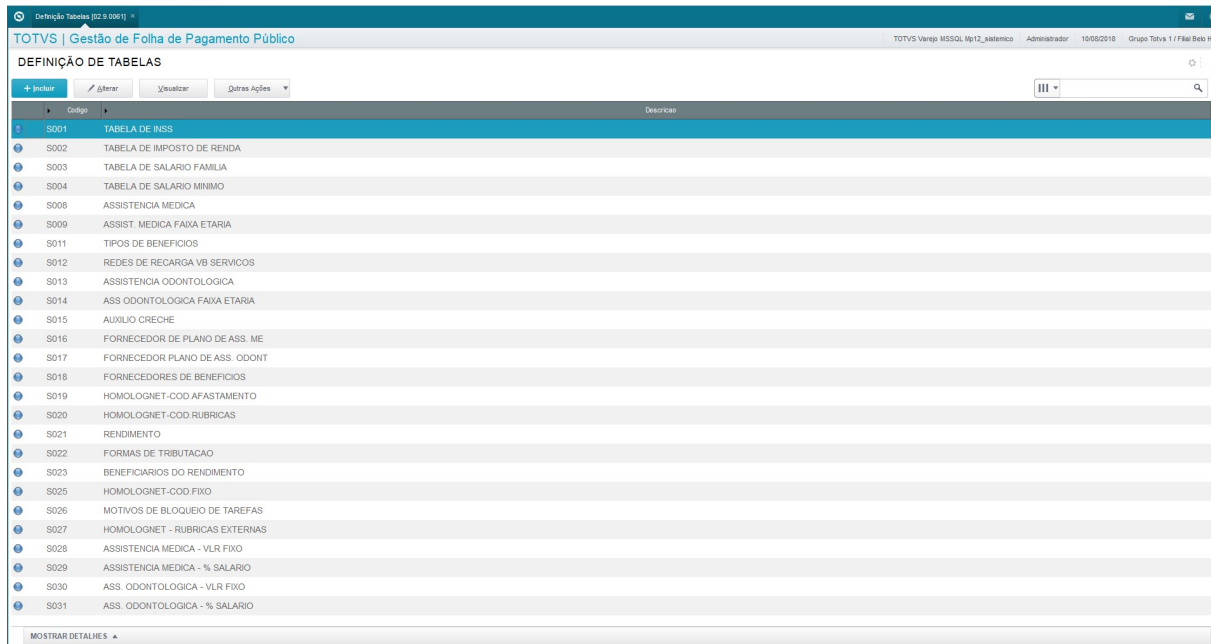 Definição Tabelas [02.9.0061] ×
TOTVS | Gestão de Folha de Pagamento Público
TOTVS Varejo MSSQL Mp12_sistemico Administrador 10/08/2018 Grupo Totvs 1 / Filial Belo H
DEFINIÇÃO DE TABELAS
+ Incluir Alterar Visualizar Outras Ações
Codigo Descricao
S001 TABELA DE INSS
S002 TABELA DE IMPOSTO DE RENDA
S003 TABELA DE SALARIO FAMILIA
S004 TABELA DE SALARIO MINIMO
S008 ASSISTENCIA MEDICA
S009 ASSIST. MEDICA FAIXA ETARIA
S011 TIPOS DE BENEFICIOS
S012 REDES DE RECARGA VB SERVICOS
S013 ASSISTENCIA ODONTOLOGICA
S014 ASS ODONTOLOGICA FAIXA ETARIA
S015 AUXILIO CRECHE
S016 FORNECEDOR DE PLANO DE ASS. ME
S017 FORNECEDOR PLANO DE ASS. ODONT
S018 FORNECEDORES DE BENEFICIOS
S019 HOMOLOGNET-COD.AFASTAMENTO
S020 HOMOLOGNET-COD.RUBRICAS
S021 RENDIMENTO
S022 FORMAS DE TRIBUTACAO
S023 BENEFICIARIOS DO RENDIMENTO
S025 HOMOLOGNET-COD.FIXO
S026 MOTIVOS DE BLOQUEIO DE TAREFAS
S027 HOMOLOGNET - RUBRICAS EXTERNAS
S028 ASSISTENCIA MEDICA - VLR FIXO
S029 ASSISTENCIA MEDICA - % SALARIO
S030 ASS. ODONTOLOGICA - VLR FIXO
S031 ASS. ODONTOLOGICA - % SALARIO
MOSTRAR DETALHES